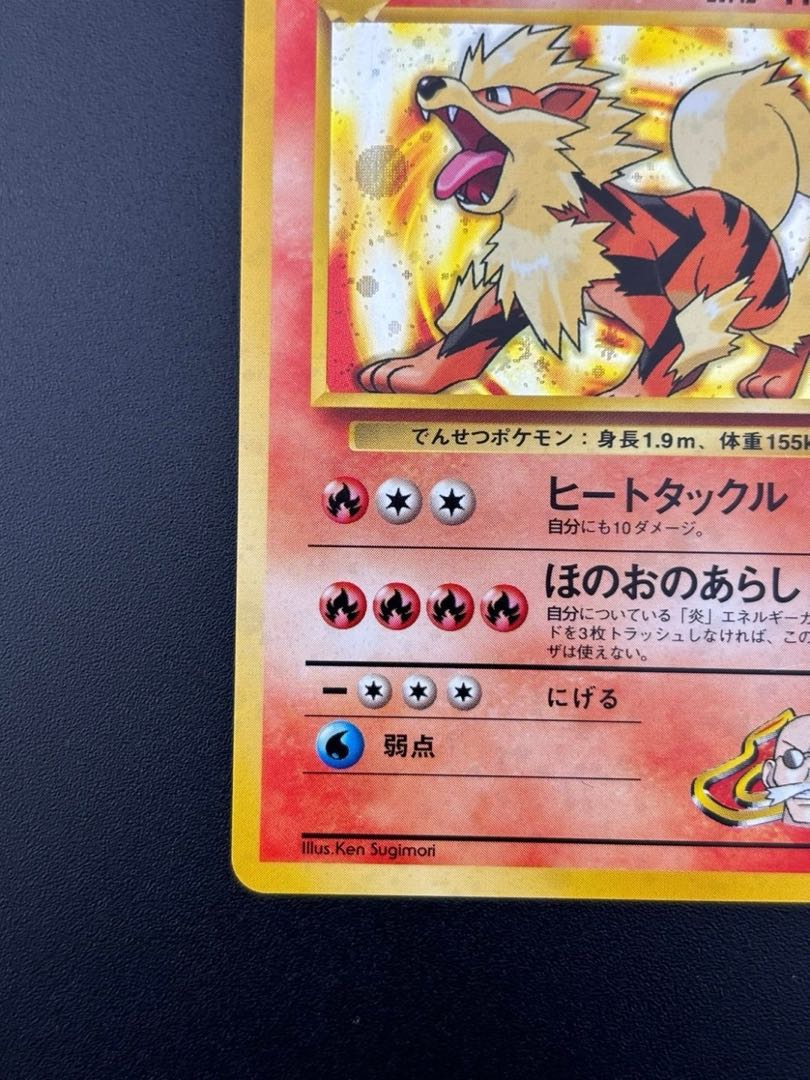 でんせつポケモン：身長1.9m、体重155k
ヒートタックル
自分にも10ダメージ。
ほのおのあらし
自分についている「炎」エネルギーカ
ドを3枚トラッシュしなければ、この
ザは使えない。
にげる
弱点
Illus.Ken Sugimori